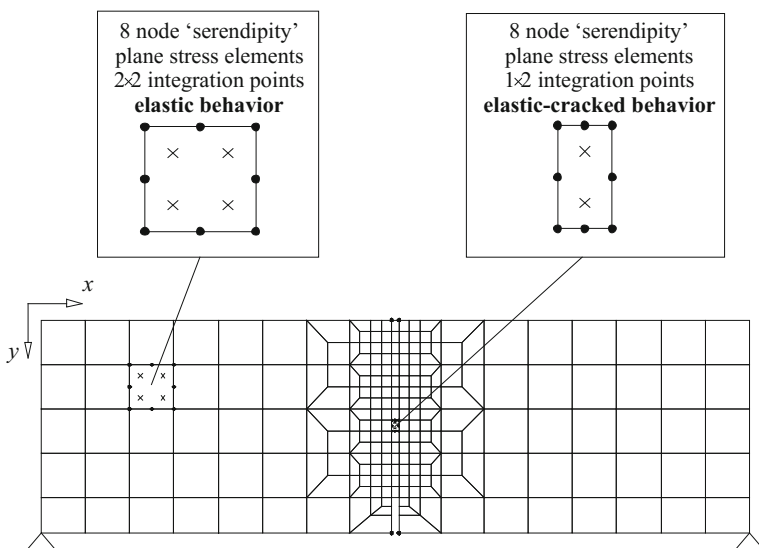 8 node ‘serendipity’
plane stress elements
2×2 integration points
elastic behavior
8 node ‘serendipity’
plane stress elements
1×2 integration points
elastic-cracked behavior
x
y